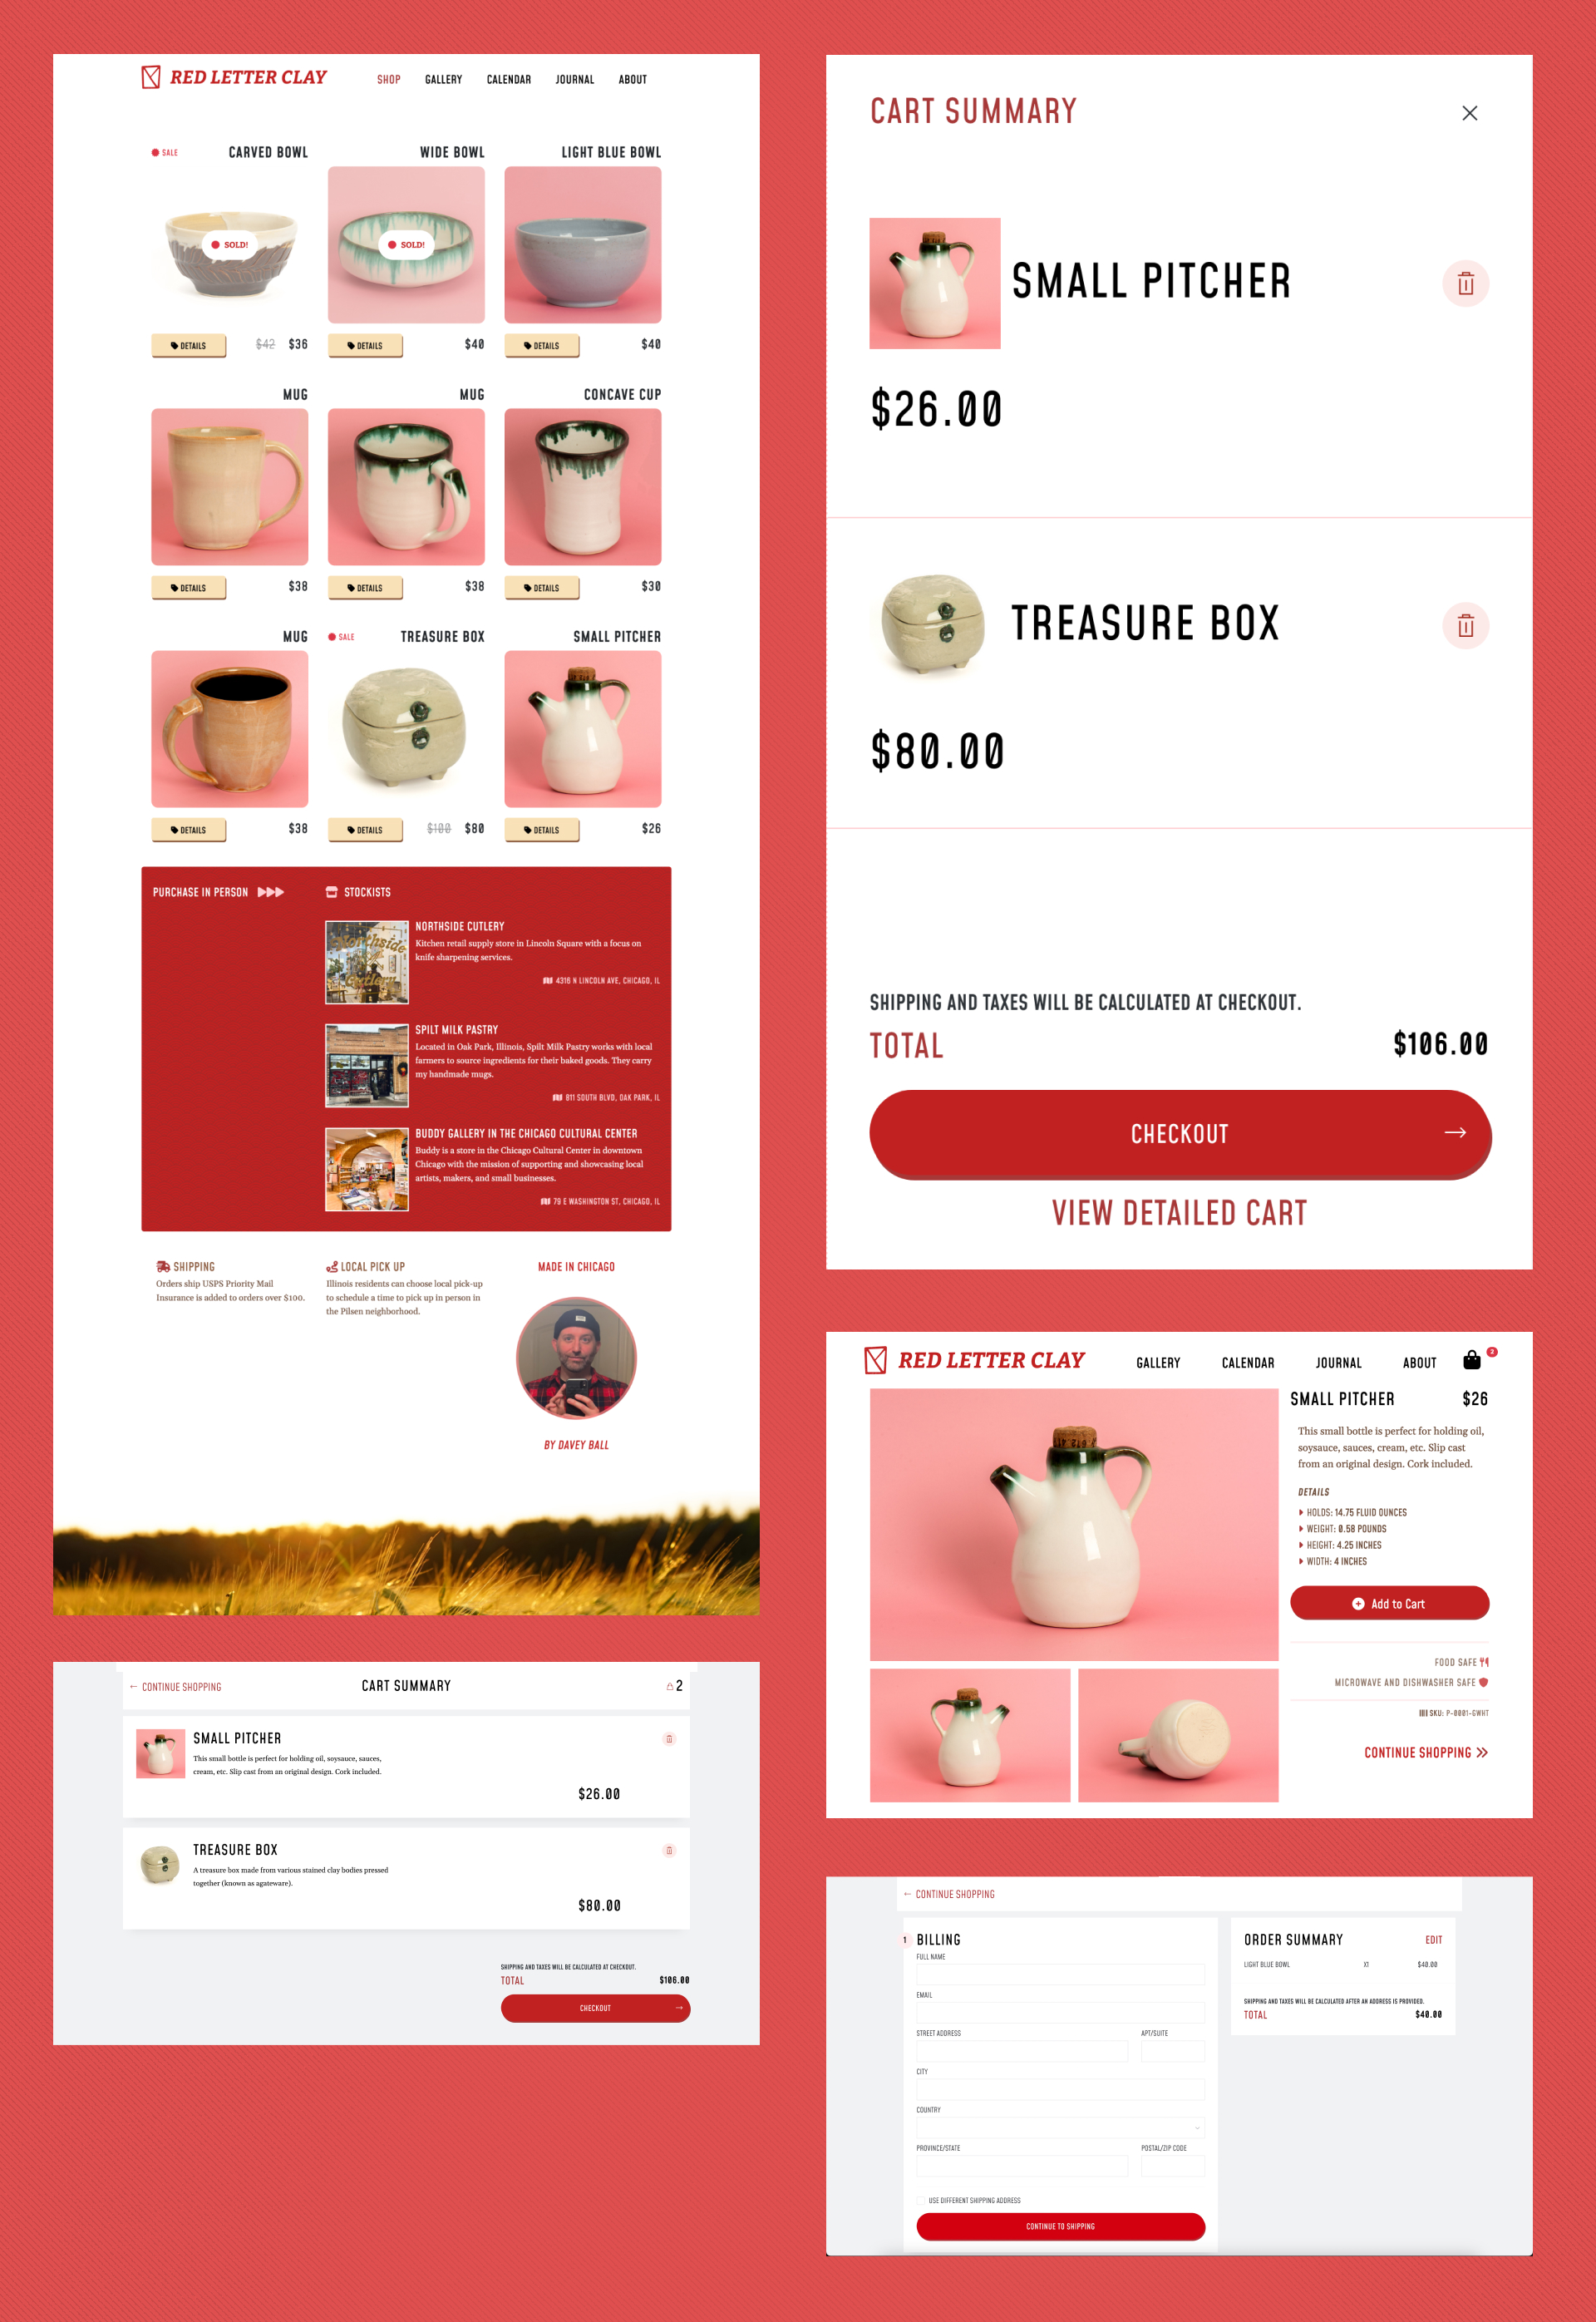 RED LETTER CLAY
SHOP GALLERY CALENDAR JOURNAL ABOUT
SALE CARVED BOWL WIDE BOWL LIGHT BLUE BOWL
SOLD! SOLD!
DETAILS $42 $36 DETAILS $40 DETAILS $40
MUG MUG CONCAVE CUP
DETAILS $38 DETAILS $38 DETAILS $30
MUG SALE TREASURE BOX SMALL PITCHER
DETAILS $38 DETAILS $100 $80 DETAILS $26
PURCHASE IN PERSON STOCKISTS
Northside
Cutlery
NORTHSIDE CUTLERY
Kitchen retail supply store in Lincoln Square with a focus on
knife sharpening services.
4316 N LINCOLN AVE, CHICAGO, IL
SPILT MILK PASTRY
Located in Oak Park, Illinois, Spilt Milk Pastry works with local
farmers to source ingredients for their baked goods. They carry
my handmade mugs.
811 SOUTH BLVD, OAK PARK, IL
BUDDY GALLERY IN THE CHICAGO CULTURAL CENTER
Buddy is a store in the Chicago Cultural Center in downtown
Chicago with the mission of supporting and showcasing local
artists, makers, and small businesses.
79 E WASHINGTON ST, CHICAGO, IL
SHIPPING
Orders ship USPS Priority Mail
Insurance is added to orders over $100.
LOCAL PICK UP
Illinois residents can choose local pick-up
to schedule a time to pick up in person in
the Pilsen neighborhood.
MADE IN CHICAGO
BY DAVEY BALL
← CONTINUE SHOPPING CART SUMMARY 2
SMALL PITCHER
This small bottle is perfect for holding oil, soysauce, sauces,
cream, etc. Slip cast from an original design. Cork included.
$26.00
TREASURE BOX
A treasure box made from various stained clay bodies pressed
together (known as agateware).
$80.00
SHIPPING AND TAXES WILL BE CALCULATED AT CHECKOUT.
TOTAL $106.00
CHECKOUT →
CART SUMMARY
SMALL PITCHER
$26.00
TREASURE BOX
$80.00
SHIPPING AND TAXES WILL BE CALCULATED AT CHECKOUT.
TOTAL $106.00
CHECKOUT →
VIEW DETAILED CART
RED LETTER CLAY
GALLERY CALENDAR JOURNAL ABOUT 2
SMALL PITCHER $26
This small bottle is perfect for holding oil,
soysauce, sauces, cream, etc. Slip cast
from an original design. Cork included.
DETAILS
HOLDS: 14.75 FLUID OUNCES
WEIGHT: 0.58 POUNDS
HEIGHT: 4.25 INCHES
WIDTH: 4 INCHES
Add to Cart
FOOD SAFE
MICROWAVE AND DISHWASHER SAFE
SKU: P-0001-GWHT
CONTINUE SHOPPING
← CONTINUE SHOPPING
1 BILLING
FULL NAME
EMAIL
STREET ADDRESS APT/SUITE
CITY
COUNTRY
PROVINCE/STATE POSTAL/ZIP CODE
USE DIFFERENT SHIPPING ADDRESS
CONTINUE TO SHIPPING
ORDER SUMMARY EDIT
LIGHT BLUE BOWL X1 $40.00
SHIPPING AND TAXES WILL BE CALCULATED AFTER AN ADDRESS IS PROVIDED.
TOTAL $40.00